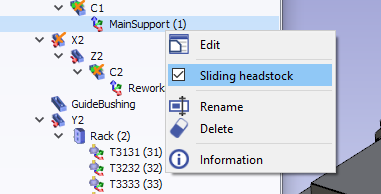 C1
MainSupport (1)
X2
Edit
Z2
Sliding headstock
C2
Rework
GuideBushing
Rename
Y2
Delete
Rack (2)
T3131 (31)
Information
T3232 (32)
T3333 (33)